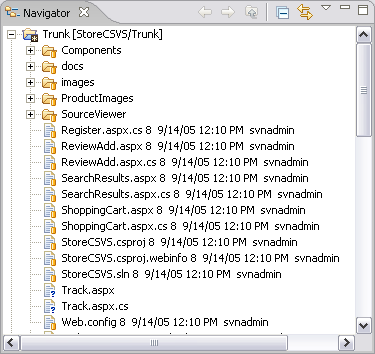 Navigator
Trunk [StoreCSVS/Trunk]
Components
docs
images
ProductImages
SourceViewer
Register.aspx.cs 8 9/14/05 12:10 PM svnadmin
ReviewAdd.aspx 8 9/14/05 12:10 PM svnadmin
ReviewAdd.aspx.cs 8 9/14/05 12:10 PM svnadmin
SearchResults.aspx 8 9/14/05 12:10 PM svnadmin
SearchResults.aspx.cs 8 9/14/05 12:10 PM svnadmin
ShoppingCart.aspx 8 9/14/05 12:10 PM svnadmin
ShoppingCart.aspx.cs 8 9/14/05 12:10 PM svnadmin
StoreCSVS.csproj 8 9/14/05 12:10 PM svnadmin
StoreCSVS.csproj.webinfo 8 9/14/05 12:10 PM svnadmin
StoreCSVS.sln 8 9/14/05 12:10 PM svnadmin
Track.aspx
Track.aspx.cs
Web.config 8 9/14/05 12:10 PM svnadmin